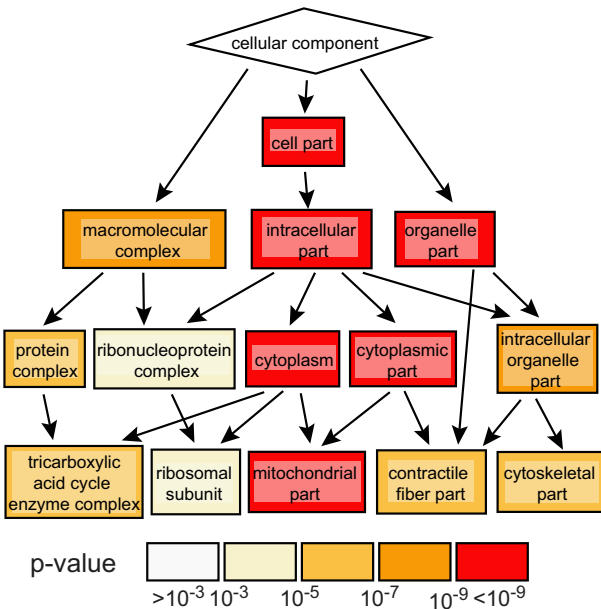 cellular component
cell part
macromolecular
complex
intracellular
part
organelle
part
protein
complex
ribonucleoprotein
complex
cytoplasm
cytoplasmic
part
intracellular
organelle
part
tricarboxylic
acid cycle
enzyme complex
ribosomal
subunit
mitochondrial
part
contractile
fiber part
cytoskeletal
part
p-value
>10⁻³ 10⁻³ 10⁻⁵ 10⁻⁷ 10⁻⁹ <10⁻⁹